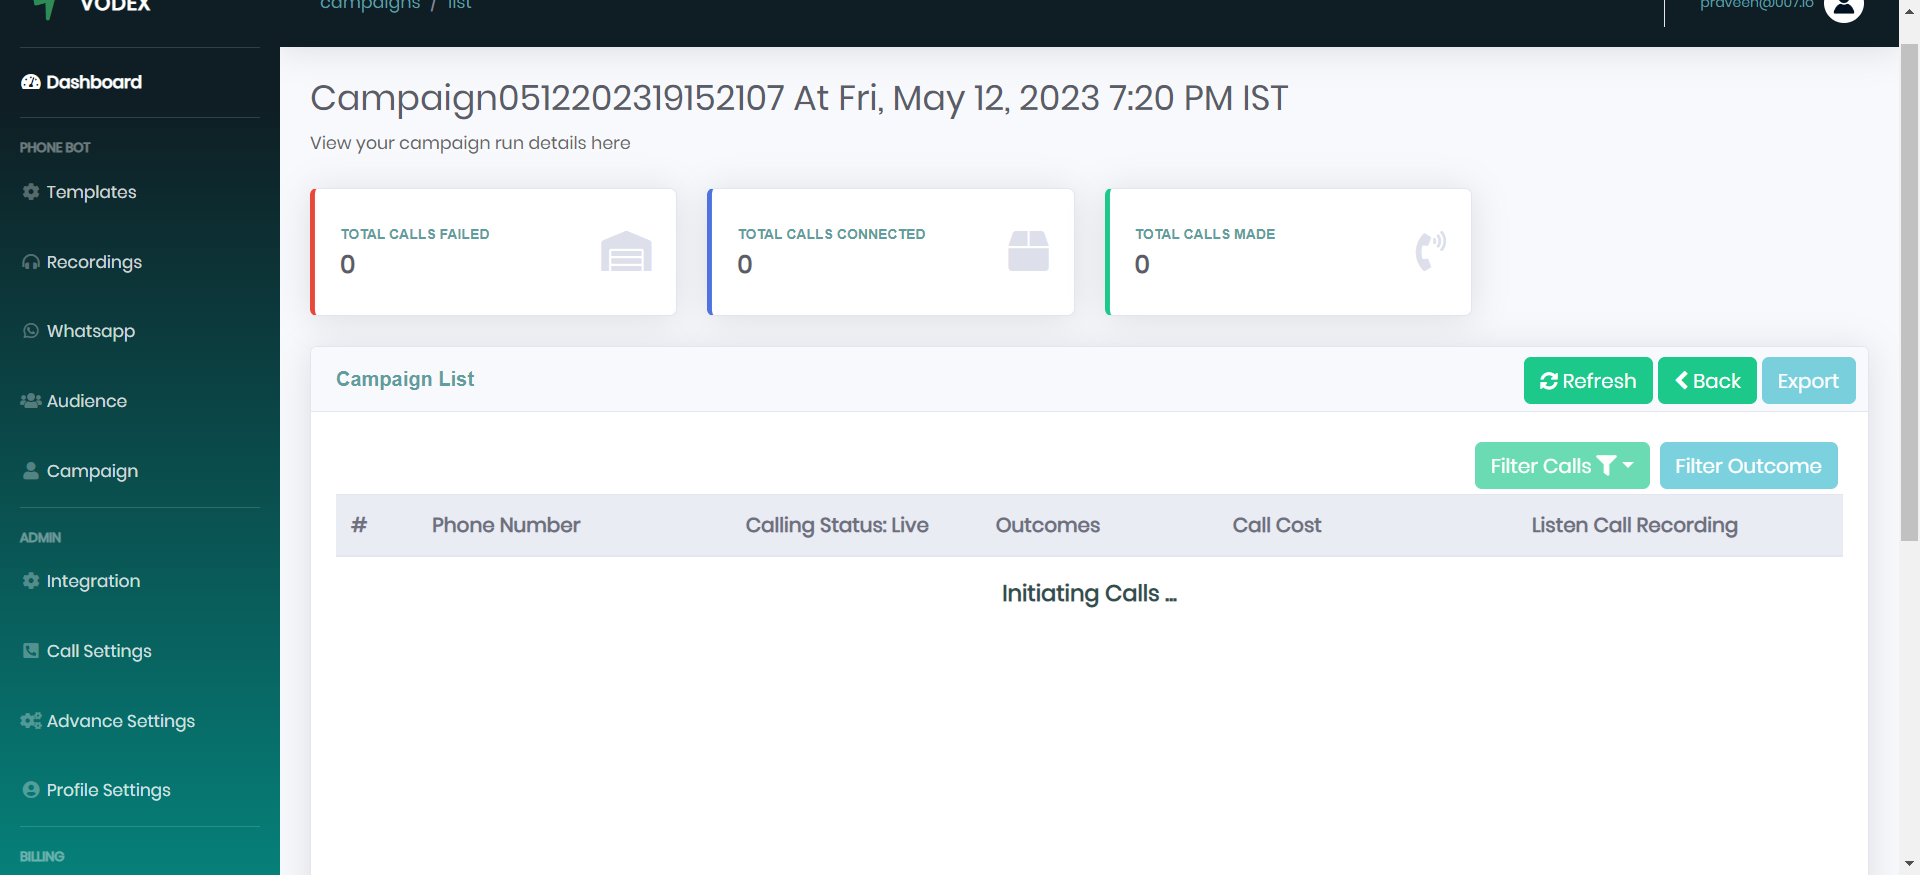 VODEX
campaigns / list
praveen@007.io
Dashboard
PHONE BOT
Templates
Recordings
Whatsapp
Audience
Campaign
ADMIN
Integration
Call Settings
Advance Settings
Profile Settings
BILLING
Campaign05122023191521​07 At Fri, May 12, 2023 7:20 PM IST
View your campaign run details here
TOTAL CALLS FAILED
0
TOTAL CALLS CONNECTED
0
TOTAL CALLS MADE
0
Campaign List
Refresh
Back
Export
Filter Calls
Filter Outcome
# Phone Number Calling Status: Live Outcomes Call Cost Listen Call Recording
Initiating Calls ...